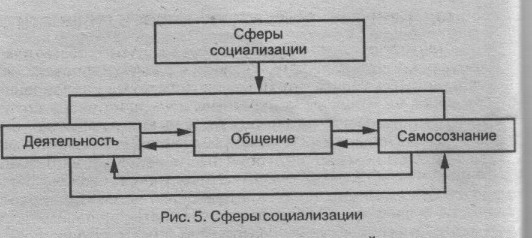 Сферы
социализации
Деятельность
Общение
Самосознание
Рис. 5. Сферы социализации